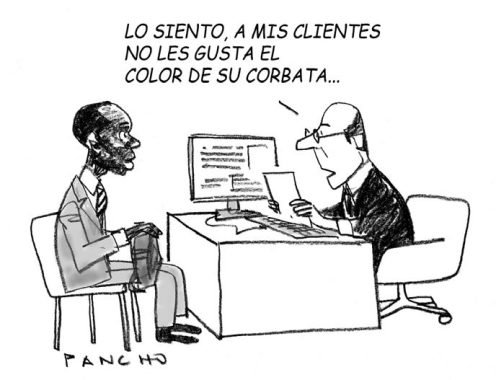 LO SIENTO, A MIS CLIENTES
NO LES GUSTA EL
COLOR DE SU CORBATA...
PANCHO